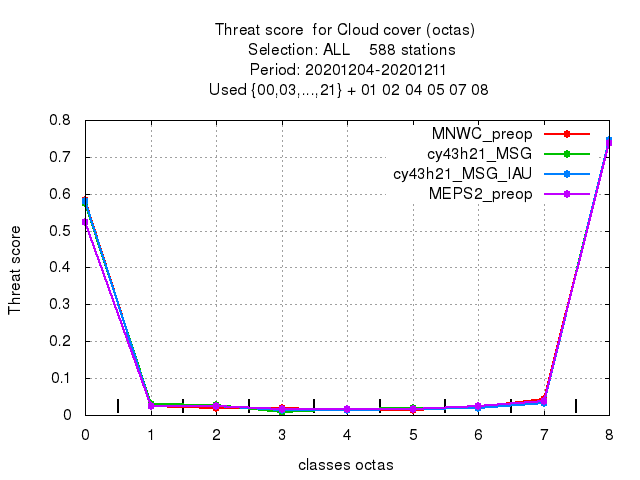 Threat score  for Cloud cover (octas)
Selection: ALL    588 stations
Period: 20201204-20201211
Used {00,03,...,21} + 01 02 04 05 07 08
MNWC_preop
cy43h21_MSG
cy43h21_MSG_IAU
MEPS2_preop
Threat score
0.8
0.7
0.6
0.5
0.4
0.3
0.2
0.1
0
0 1 2 3 4 5 6 7 8
classes octas